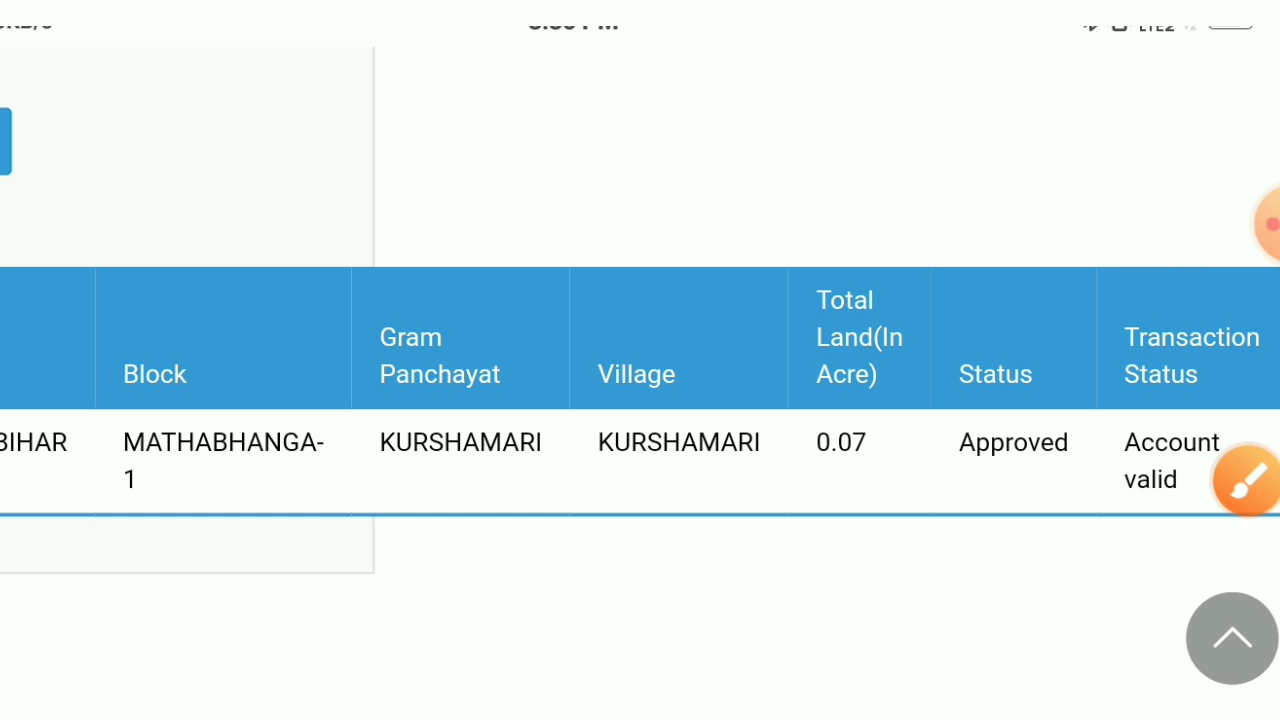 Block
Gram
Panchayat
Village
Total
Land(In
Acre)
Status
Transaction
Status
BIHAR
MATHABHANGA-
1
KURSHAMARI
KURSHAMARI
0.07
Approved
Account
valid